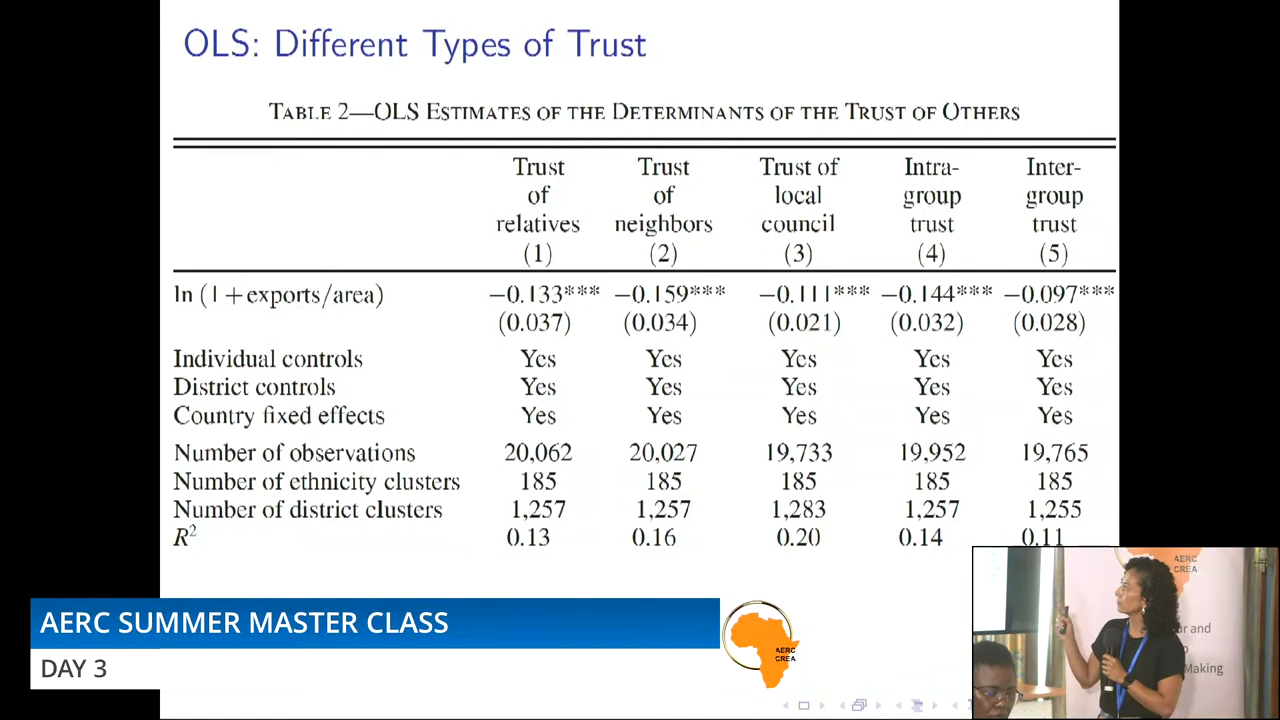 OLS: Different Types of Trust
TABLE 2—OLS ESTIMATES OF THE DETERMINANTS OF THE TRUST OF OTHERS
Trust of relatives (1) Trust of neighbors (2) Trust of local council (3) Intra- group trust (4) Inter- group trust (5)
ln (1+exports/area) −0.133*** −0.159*** −0.111*** −0.144*** −0.097***
(0.037) (0.034) (0.021) (0.032) (0.028)
Individual controls Yes Yes Yes Yes Yes
District controls Yes Yes Yes Yes Yes
Country fixed effects Yes Yes Yes Yes Yes
Number of observations 20,062 20,027 19,733 19,952 19,765
Number of ethnicity clusters 185 185 185 185 185
Number of district clusters 1,257 1,257 1,283 1,257 1,255
R² 0.13 0.16 0.20 0.14 0.11
AERC SUMMER MASTER CLASS
DAY 3
AERC
CREA
AERC
CREA
ur and
Making